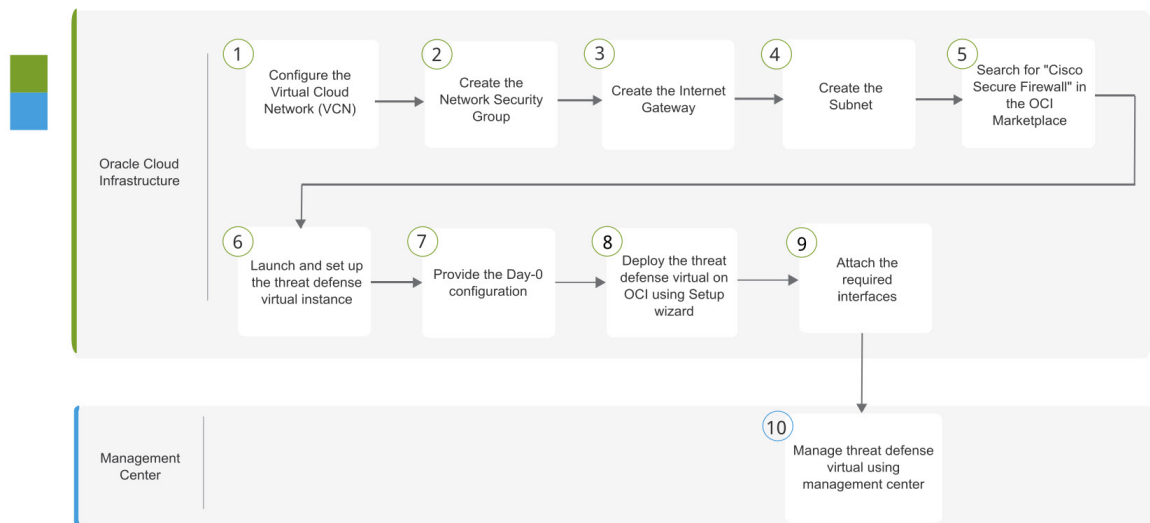 1
Configure the
Virtual Cloud
Network (VCN)
2
Create the
Network Security
Group
3
Create the Internet
Gateway
4
Create the
Subnet
5
Search for "Cisco
Secure Firewall" in
the OCI
Marketplace
Oracle Cloud
Infrastructure
6
Launch and set up
the threat defense
virtual instance
7
Provide the Day-0
configuration
8
Deploy the threat
defense virtual on
OCI using Setup
wizard
9
Attach the
required
interfaces
Management
Center
10
Manage threat defense
virtual using
management center